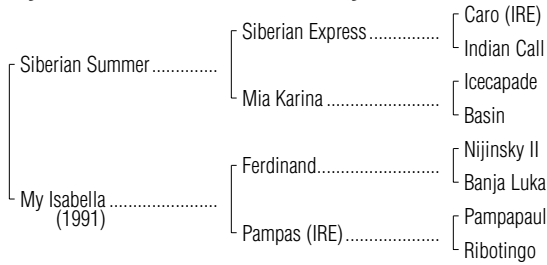 Caro (IRE)
Siberian Express...............
Indian Call
Siberian Summer..............
Icecapade
Mia Karina ........................
Basin
Nijinsky II
Ferdinand..........................
Banja Luka
My Isabella .......................
(1991)
Pampapaul
Pampas (IRE)....................
Ribotingo